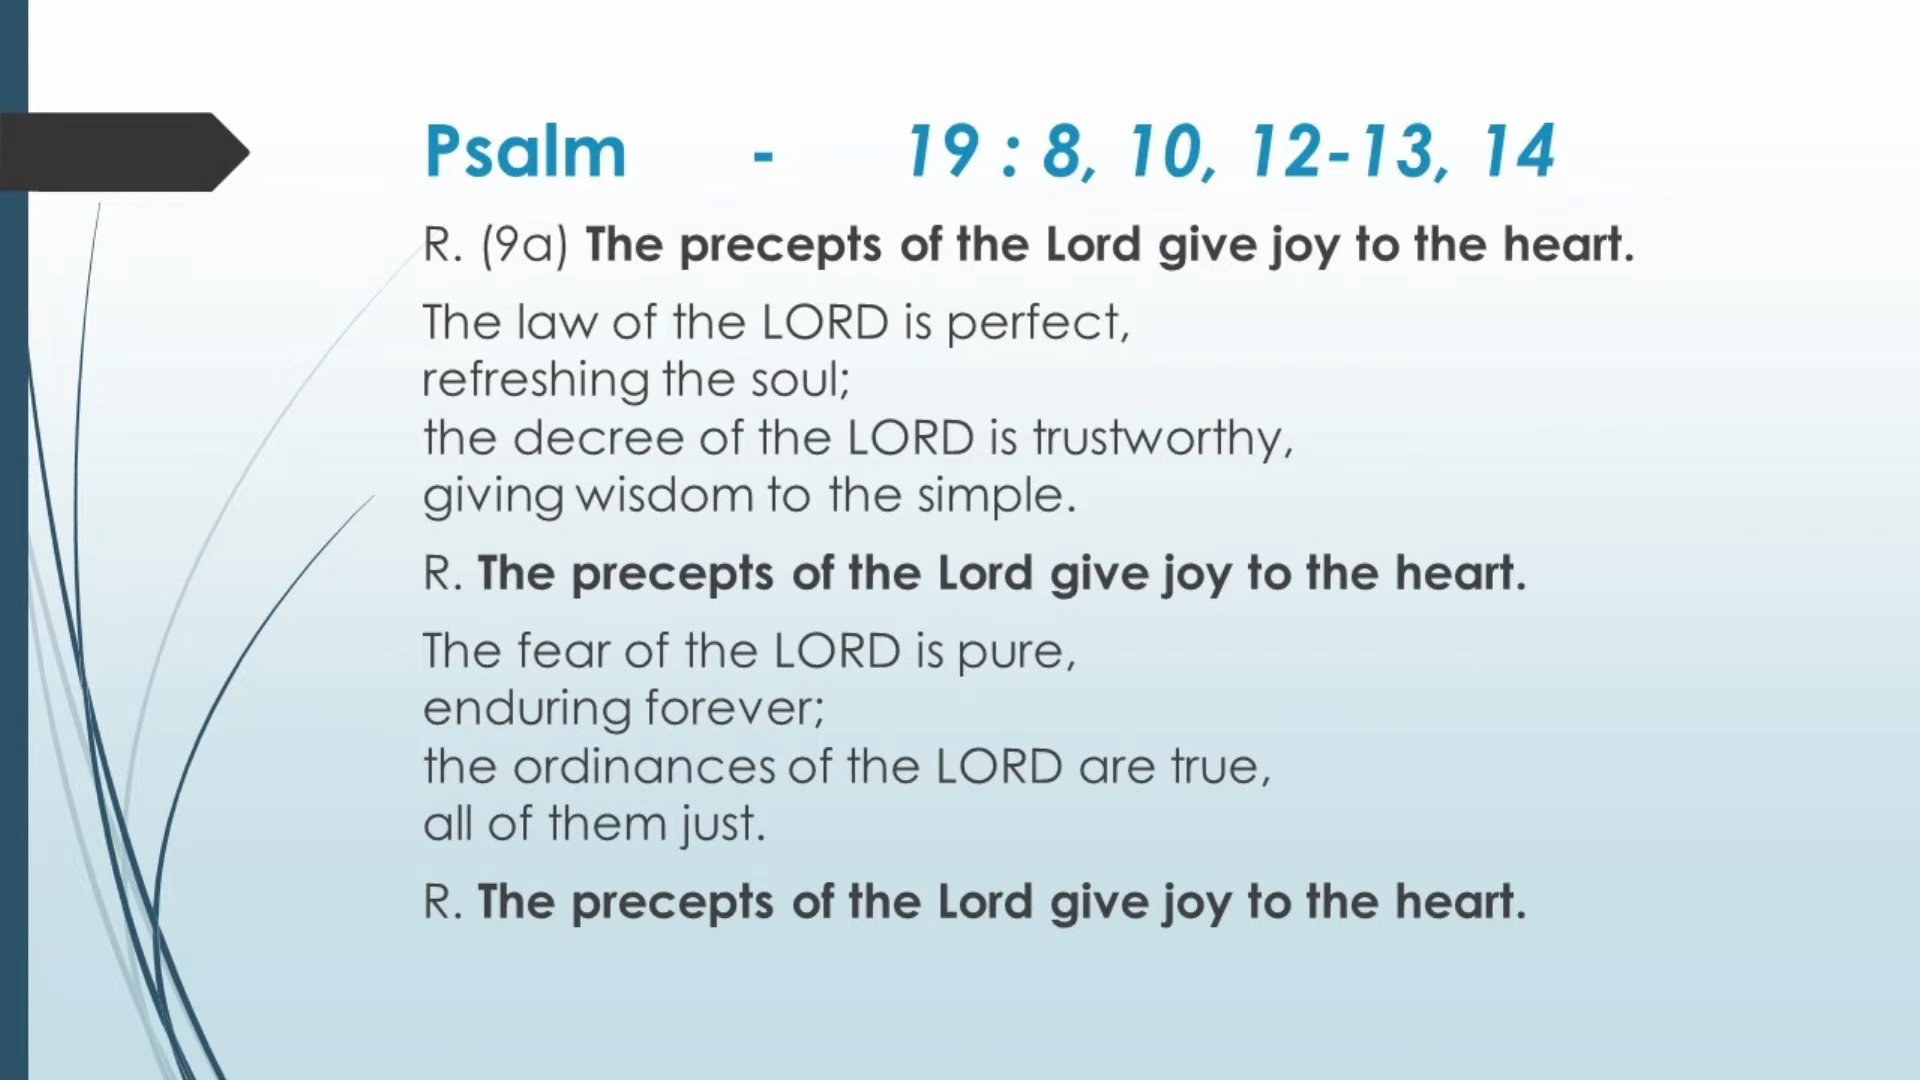 Psalm - 19 : 8, 10, 12-13, 14
R. (9a) The precepts of the Lord give joy to the heart.
The law of the LORD is perfect,
refreshing the soul;
the decree of the LORD is trustworthy,
giving wisdom to the simple.
R. The precepts of the Lord give joy to the heart.
The fear of the LORD is pure,
enduring forever;
the ordinances of the LORD are true,
all of them just.
R. The precepts of the Lord give joy to the heart.